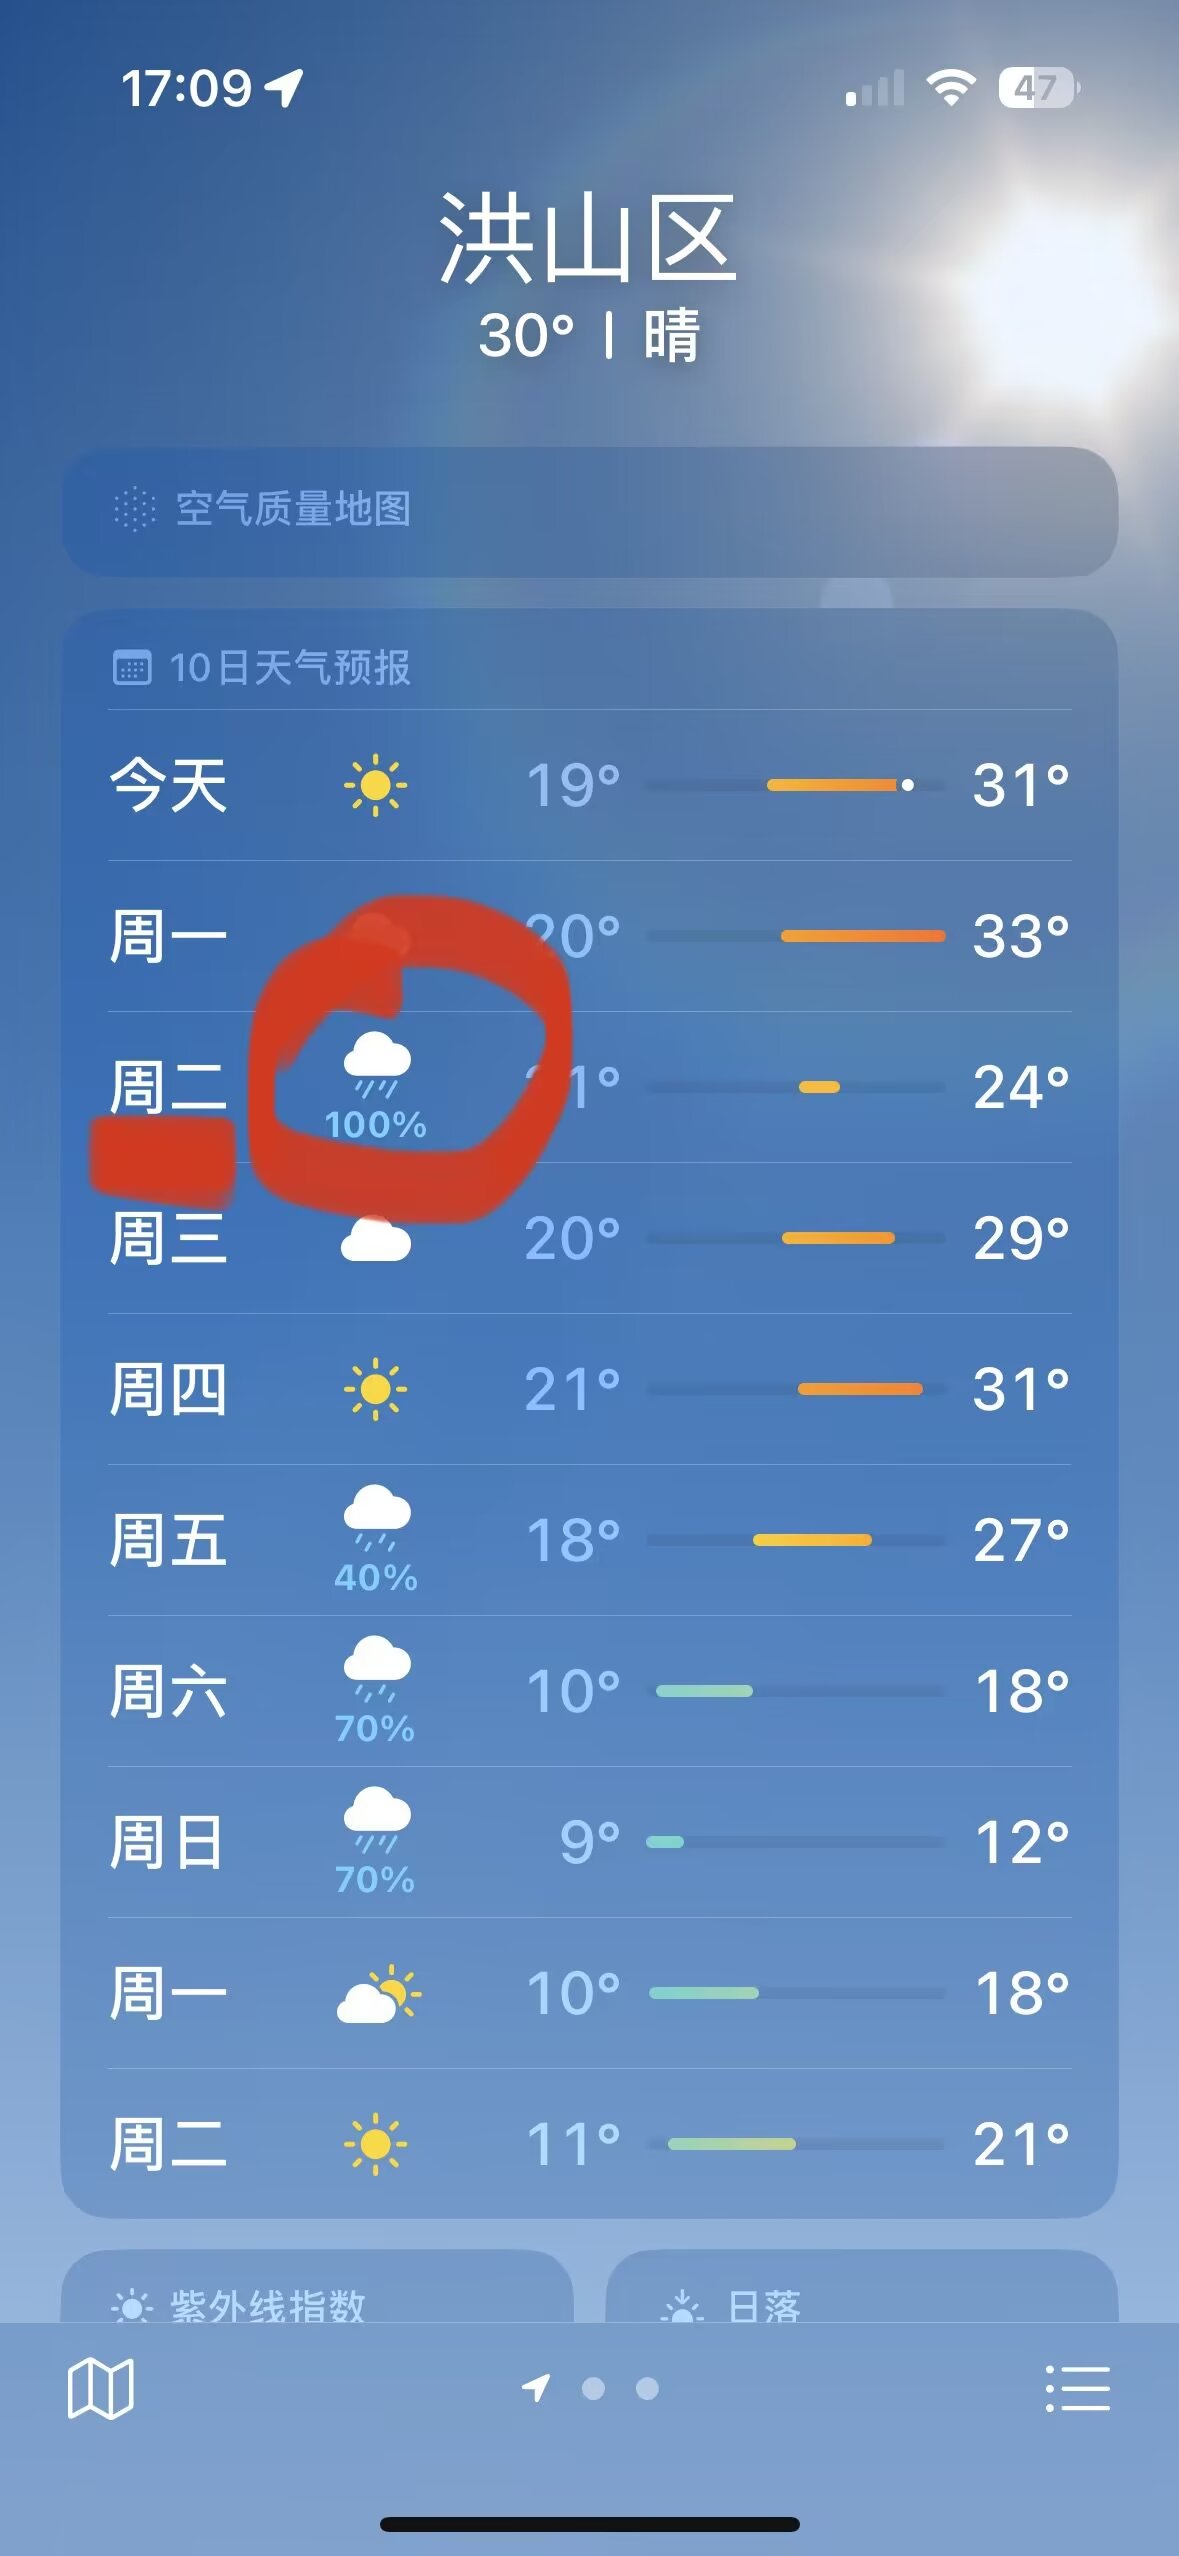 17:09
47
洪山区
30° | 晴
空气质量地图
10日天气预报
今天 19° 31°
周一 20° 33°
周二 100% 21° 24°
周三 20° 29°
周四 21° 31°
周五 40% 18° 27°
周六 70% 10° 18°
周日 70% 9° 12°
周一 10° 18°
周二 11° 21°
紫外线指数 日落